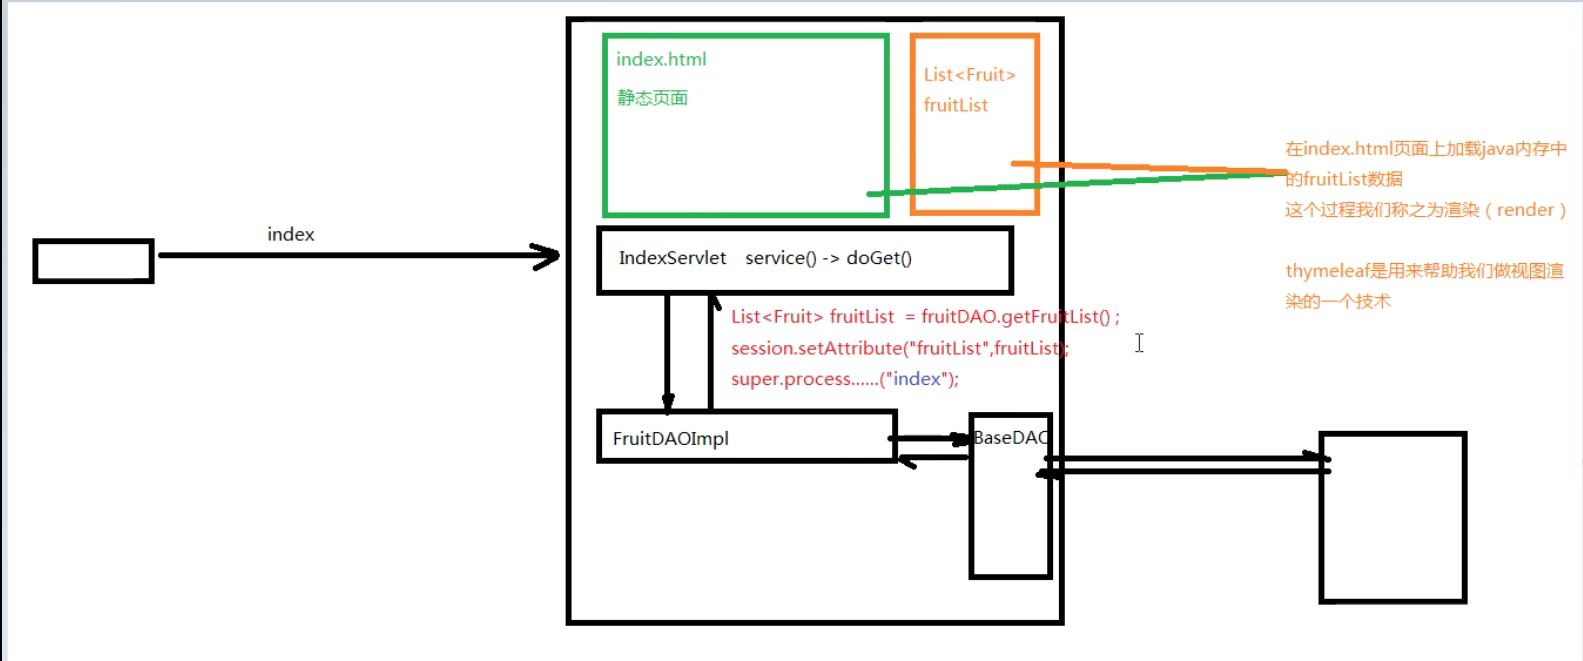 index.html
静态页面
List<Fruit>
fruitList
在index.html页面上加载java内存中
的fruitList数据
这个过程我们称之为渲染（render）
thymeleaf是用来帮助我们做视图渲
染的一个技术
index
IndexServlet service() -> doGet()
List<Fruit> fruitList = fruitDAO.getFruitList() ;
session.setAttribute("fruitList",fruitList);
super.process......("index");
FruitDAOImpl
BaseDAO